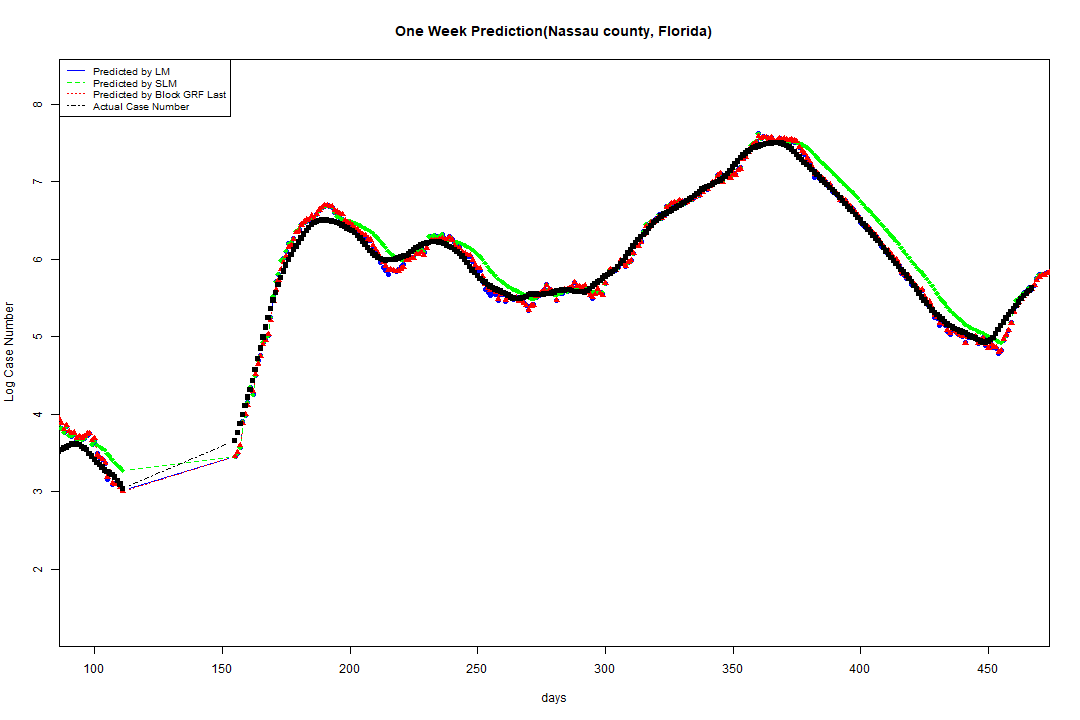 One Week Prediction(Nassau county, Florida)
Predicted by LM
Predicted by SLM
Predicted by Block GRF Last
Actual Case Number
8
7
6
5
4
3
2
Log Case Number
100 150 200 250 300 350 400 450
days